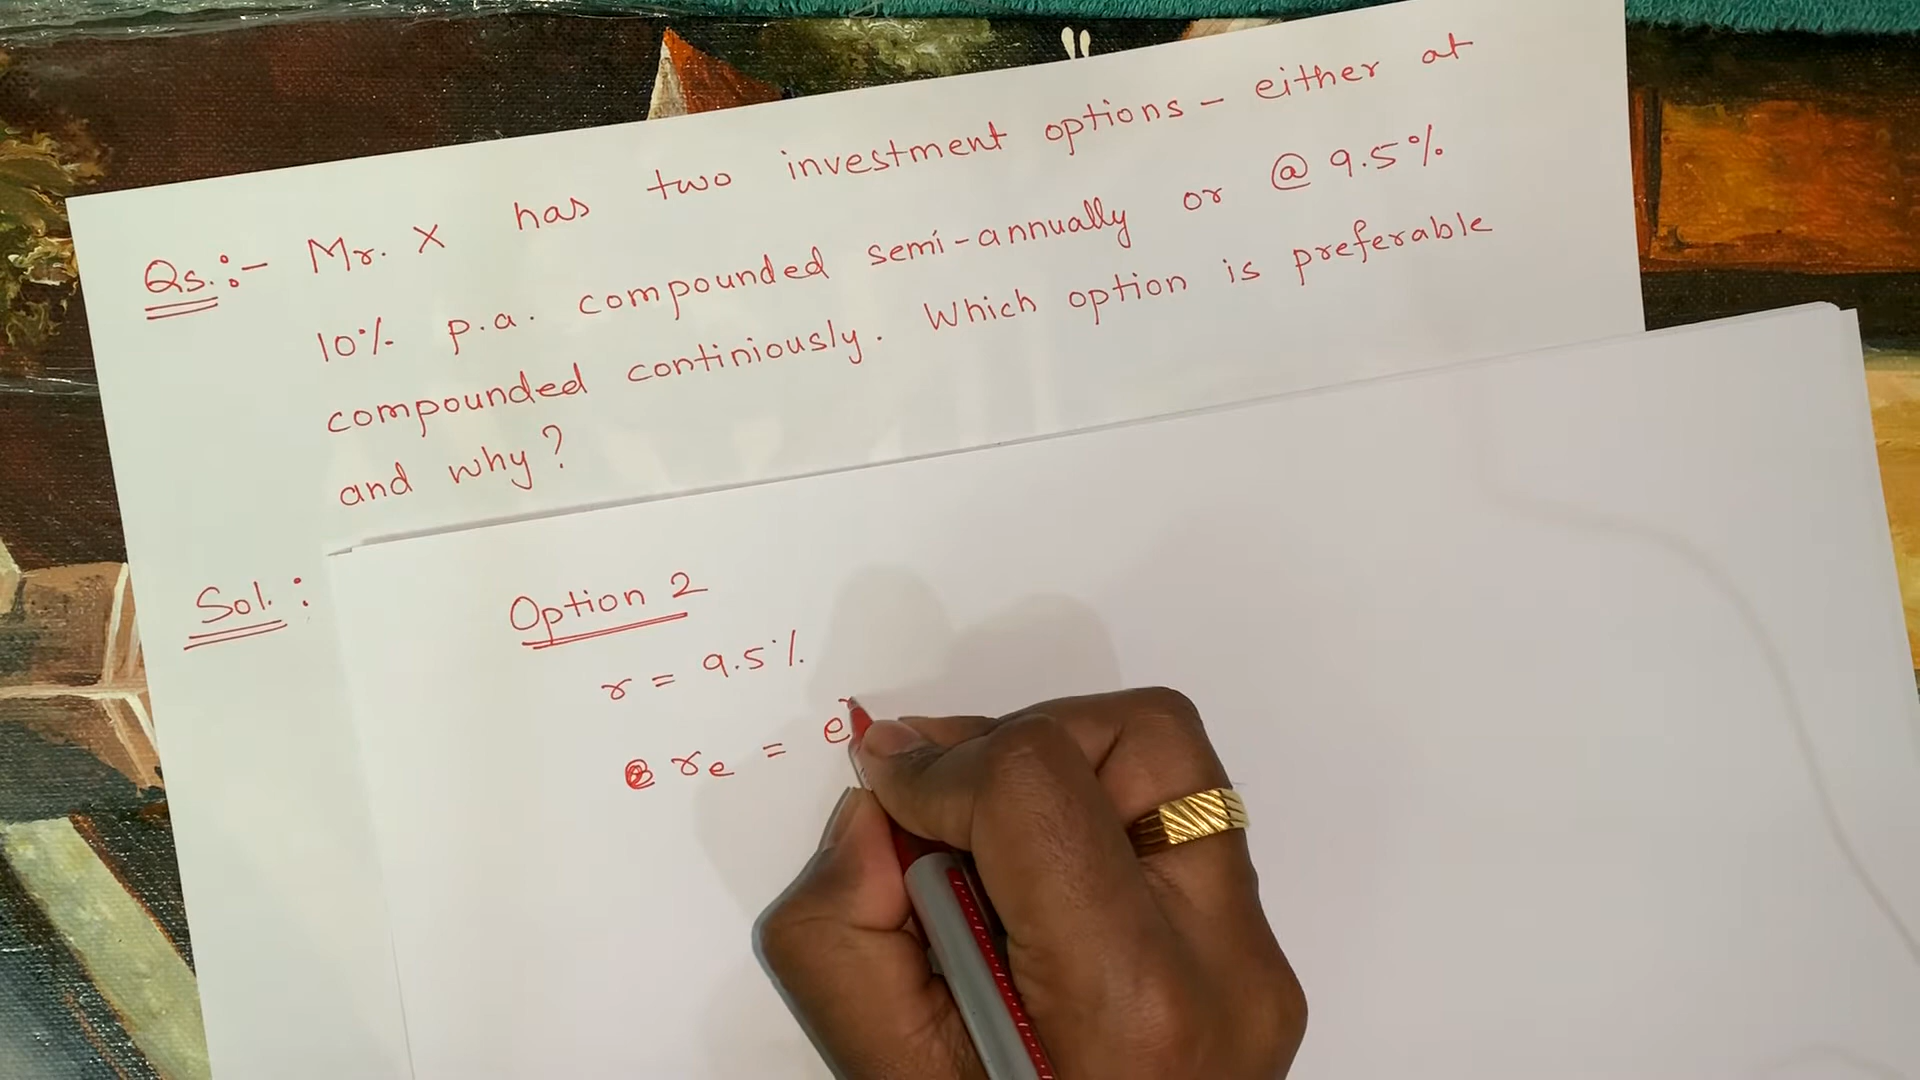 Qs.:- Mr. X has two investment options - either at
10% p.a. compounded semi-annually or @ 9.5%
compounded continiously. Which option is preferable
and why?
Sol.:
Option 2
r = 9.5%
re = e